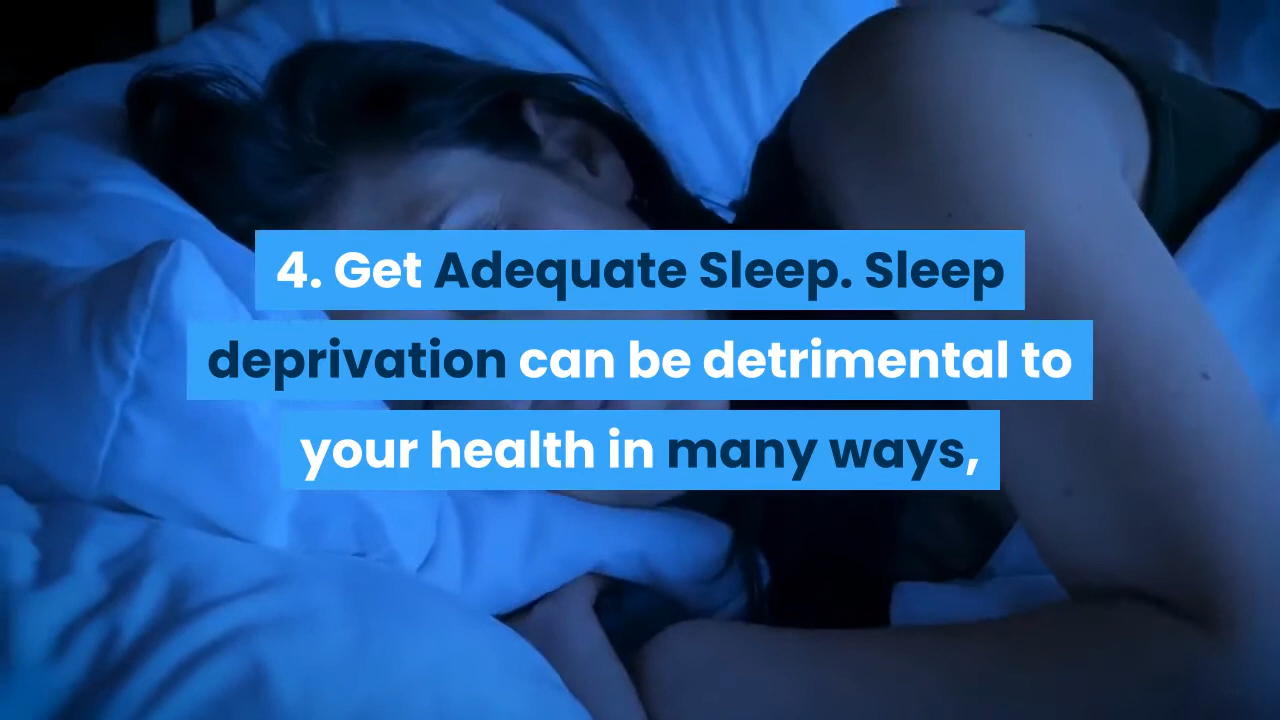 4. Get Adequate Sleep. Sleep
deprivation can be detrimental to
your health in many ways,